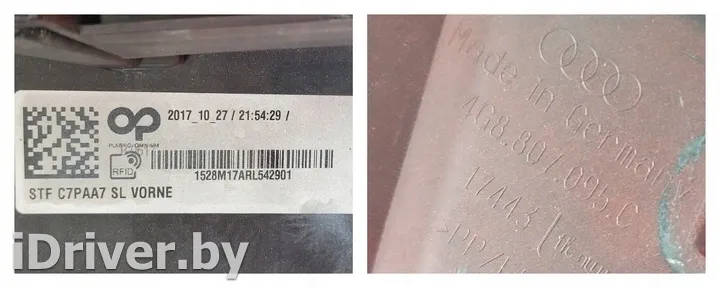 2017_10_27 / 21:54:29 /
PLASTIC OMNIUM
RFID
1528M17ARL542901
STF C7PAA7 SL VORNE
iDriver.by
Made in Germany
4G8.807.095.C
17443
>PP/